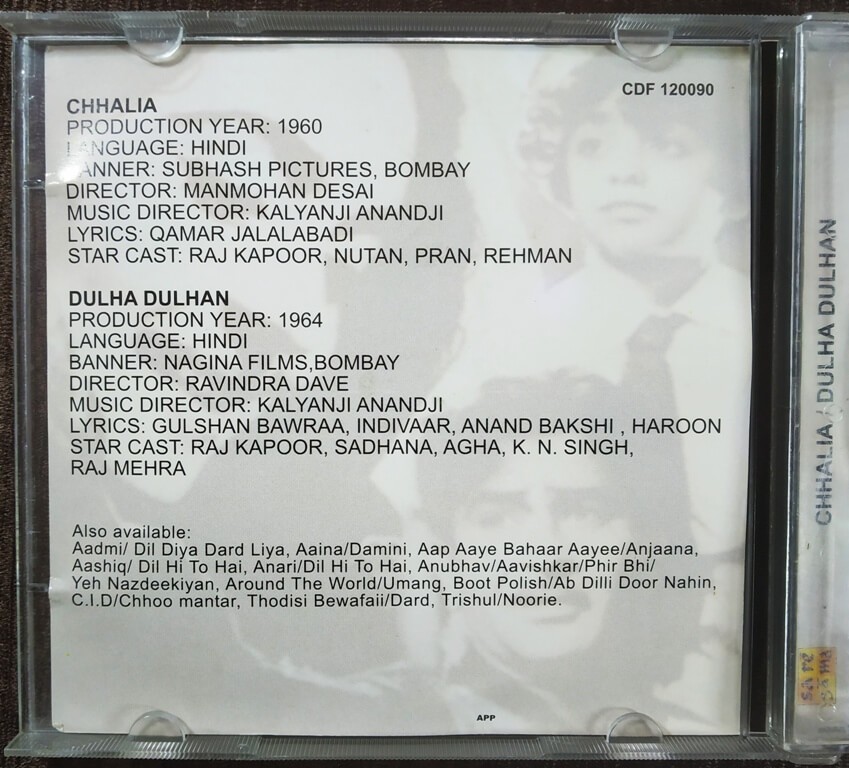 CDF 120090
CHHALIA
PRODUCTION YEAR: 1960
LANGUAGE: HINDI
BANNER: SUBHASH PICTURES, BOMBAY
DIRECTOR: MANMOHAN DESAI
MUSIC DIRECTOR: KALYANJI ANANDJI
LYRICS: QAMAR JALALABADI
STAR CAST: RAJ KAPOOR, NUTAN, PRAN, REHMAN
DULHA DULHAN
PRODUCTION YEAR: 1964
LANGUAGE: HINDI
BANNER: NAGINA FILMS,BOMBAY
DIRECTOR: RAVINDRA DAVE
MUSIC DIRECTOR: KALYANJI ANANDJI
LYRICS: GULSHAN BAWRAA, INDIVAAR, ANAND BAKSHI , HAROON
STAR CAST: RAJ KAPOOR, SADHANA, AGHA, K. N. SINGH,
RAJ MEHRA
Also available:
Aadmi/ Dil Diya Dard Liya, Aaina/Damini, Aap Aaye Bahaar Aayee/Anjaana,
Aashiq/ Dil Hi To Hai, Anari/Dil Hi To Hai, Anubhav/Aavishkar/Phir Bhi/
Yeh Nazdeekiyan, Around The World/Umang, Boot Polish/Ab Dilli Door Nahin,
C.I.D/Chhoo mantar, Thodisi Bewafaii/Dard, Trishul/Noorie.
APP
CHHALIA / DULHA DULHAN
sa re
ga ma